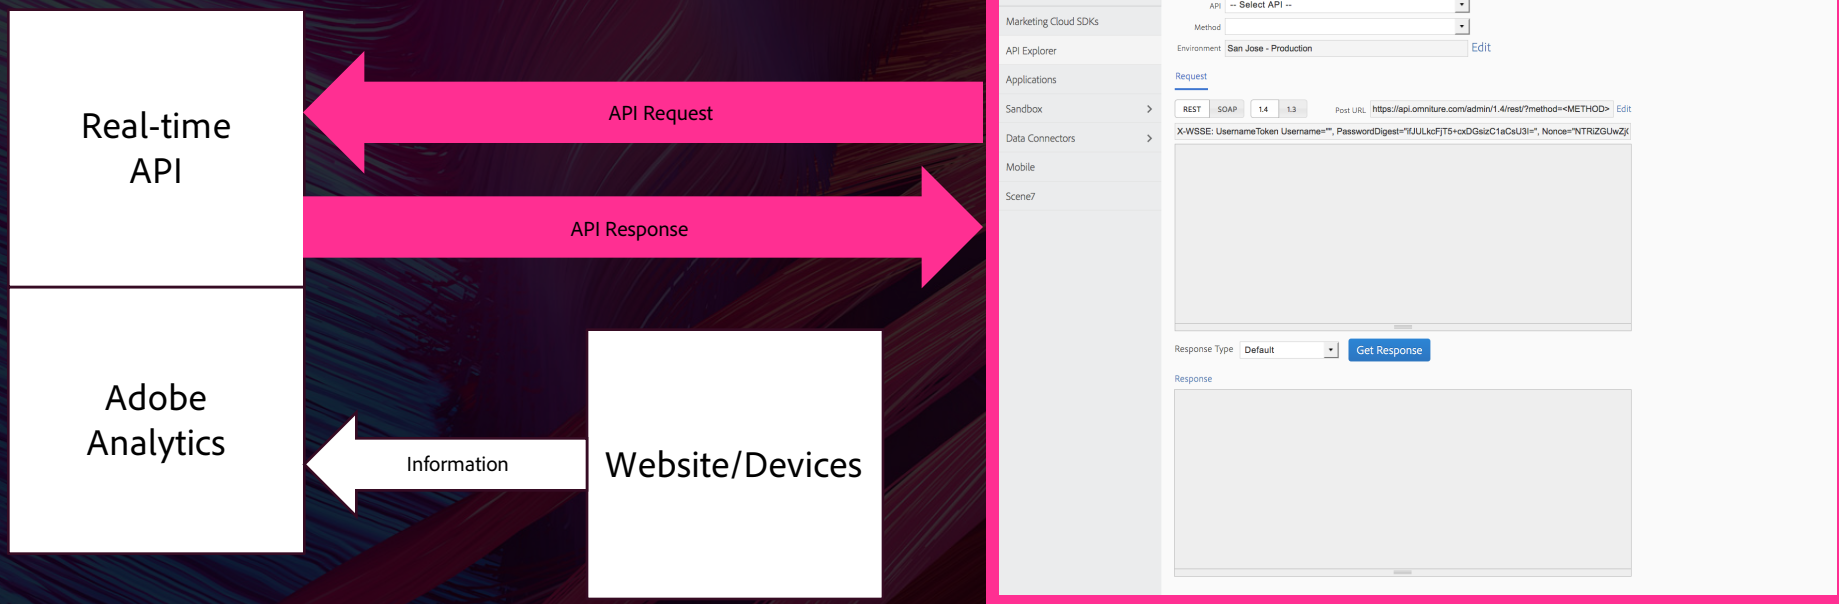 Real-time
API
Adobe
Analytics
API Request
API Response
Information
Website/Devices
Marketing Cloud SDKs
API Explorer
Applications
Sandbox
Data Connectors
Mobile
Scene7
API -- Select API --
Method
Environment San Jose - Production Edit
Request
REST SOAP 1.4 1.3 Post URL https://api.omniture.com/admin/1.4/rest/?method=<METHOD> Edit
X-WSSE: UsernameToken Username="", PasswordDigest="ifJULkcFjT5+cxDGsizC1aCsU3I=", Nonce="NTRiZGUwZj
Response Type Default Get Response
Response